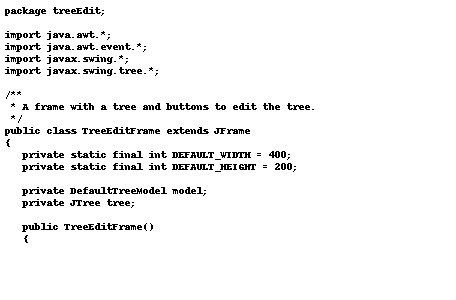 package treeEdit;

import java.awt.*;
import java.awt.event.*;
import javax.swing.*;
import javax.swing.tree.*;

/**
 * A frame with a tree and buttons to edit the tree.
 */
public class TreeEditFrame extends JFrame
{
   private static final int DEFAULT_WIDTH = 400;
   private static final int DEFAULT_HEIGHT = 200;

   private DefaultTreeModel model;
   private JTree tree;

   public TreeEditFrame()
   {